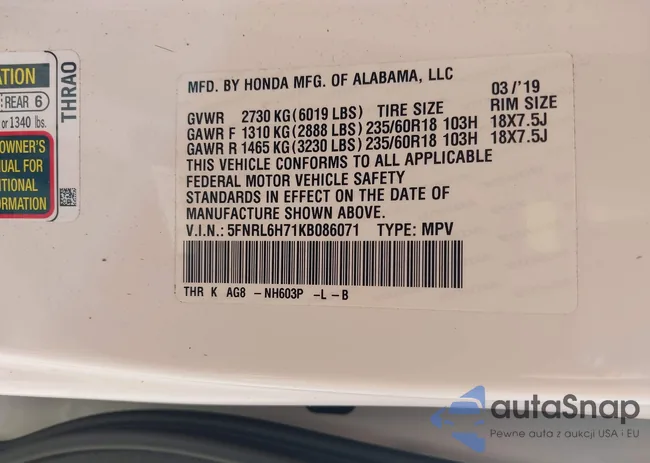 ATION
REAR 6
or 1340 lbs.
OWNER'S
UAL FOR
ITIONAL
ORMATION
THRA0
MFD. BY HONDA MFG. OF ALABAMA, LLC 03/'19
GVWR 2730 KG(6019 LBS) TIRE SIZE RIM SIZE
GAWR F 1310 KG(2888 LBS) 235/60R18 103H 18X7.5J
GAWR R 1465 KG(3230 LBS) 235/60R18 103H 18X7.5J
THIS VEHICLE CONFORMS TO ALL APPLICABLE
FEDERAL MOTOR VEHICLE SAFETY
STANDARDS IN EFFECT ON THE DATE OF
MANUFACTURE SHOWN ABOVE.
V.I.N.: 5FNRL6H71KB086071 TYPE: MPV
THR K AG8 -NH603P -L-B
autoSnap
Pewne auta z aukcji USA i EU